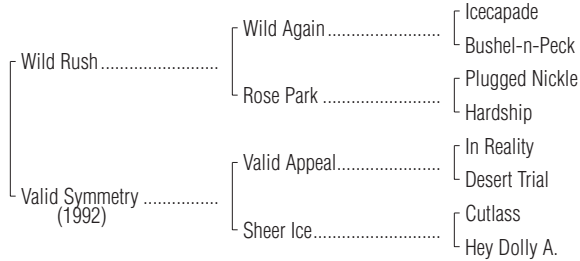 Icecapade
Wild Again
Bushel-n-Peck
Wild Rush
Plugged Nickle
Rose Park
Hardship
In Reality
Valid Appeal
Desert Trial
Valid Symmetry
(1992)
Cutlass
Sheer Ice
Hey Dolly A.